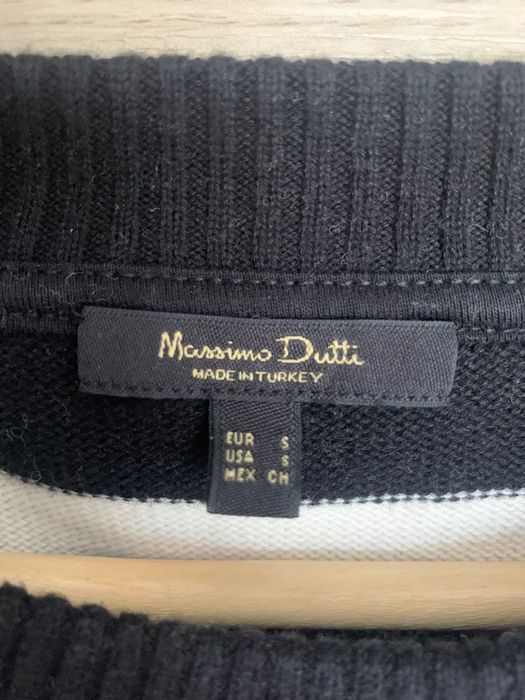 Massimo Dutti
MADE IN TURKEY
EUR S
USA S
MEX CH